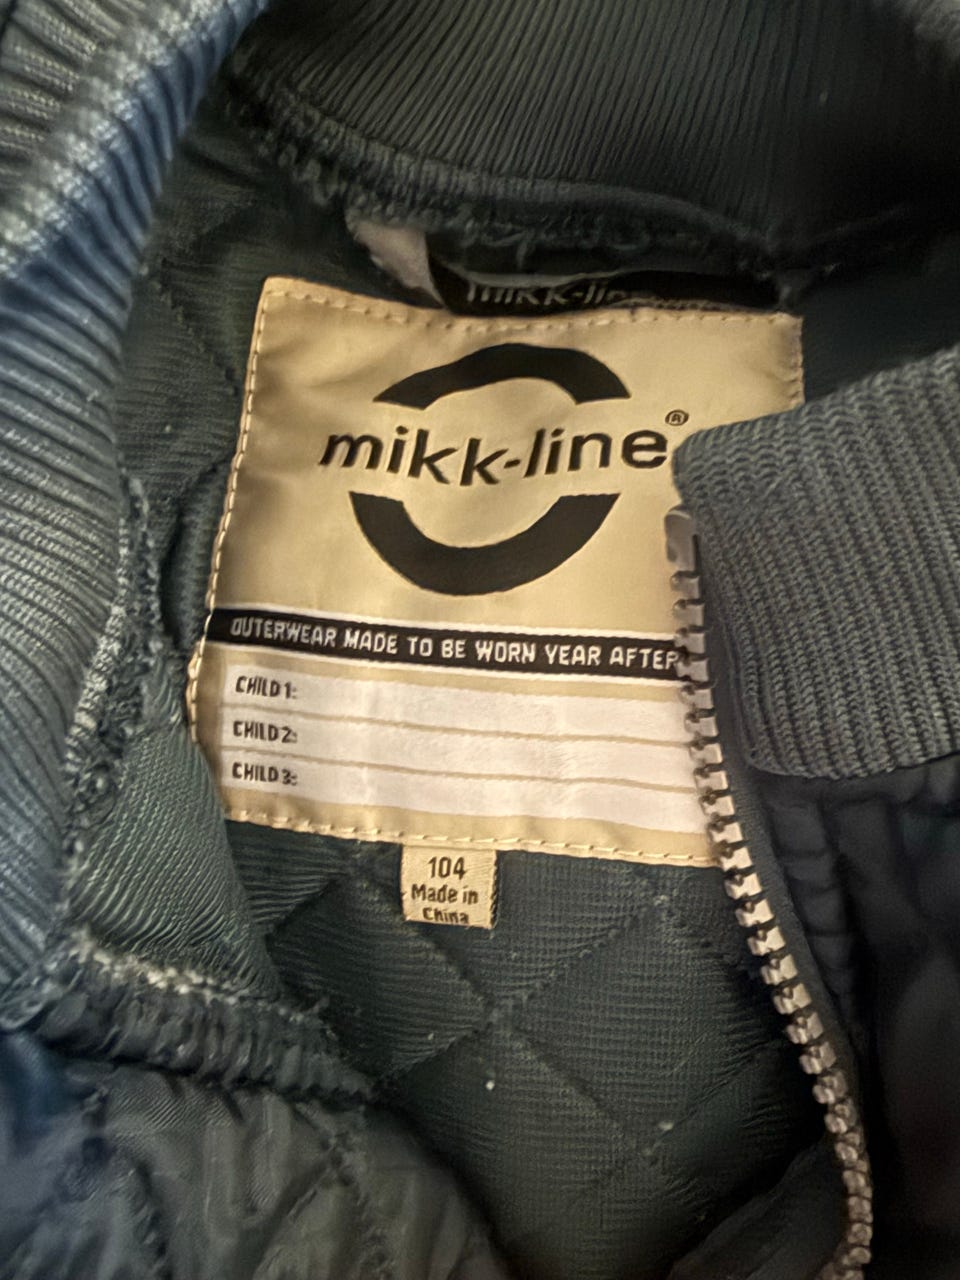 mikk-line
mikk-line®
OUTERWEAR MADE TO BE WORN YEAR AFTER
CHILD 1:
CHILD 2:
CHILD 3:
104
Made in
China